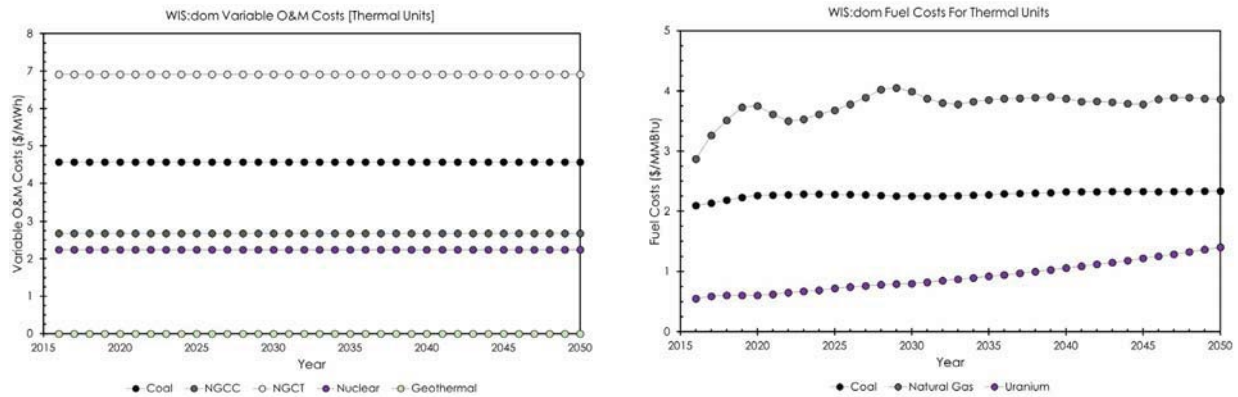 WIS:dom Variable O&M Costs [Thermal Units]
Variable O&M Costs ($/MWh)
8
7
6
5
4
3
2
1
0
2015 2020 2025 2030 2035 2040 2045 2050
Year
Coal NGCC NGCT Nuclear Geothermal
WIS:dom Fuel Costs For Thermal Units
Fuel Costs ($/MMBtu)
5
4
3
2
1
0
2015 2020 2025 2030 2035 2040 2045 2050
Year
Coal Natural Gas Uranium